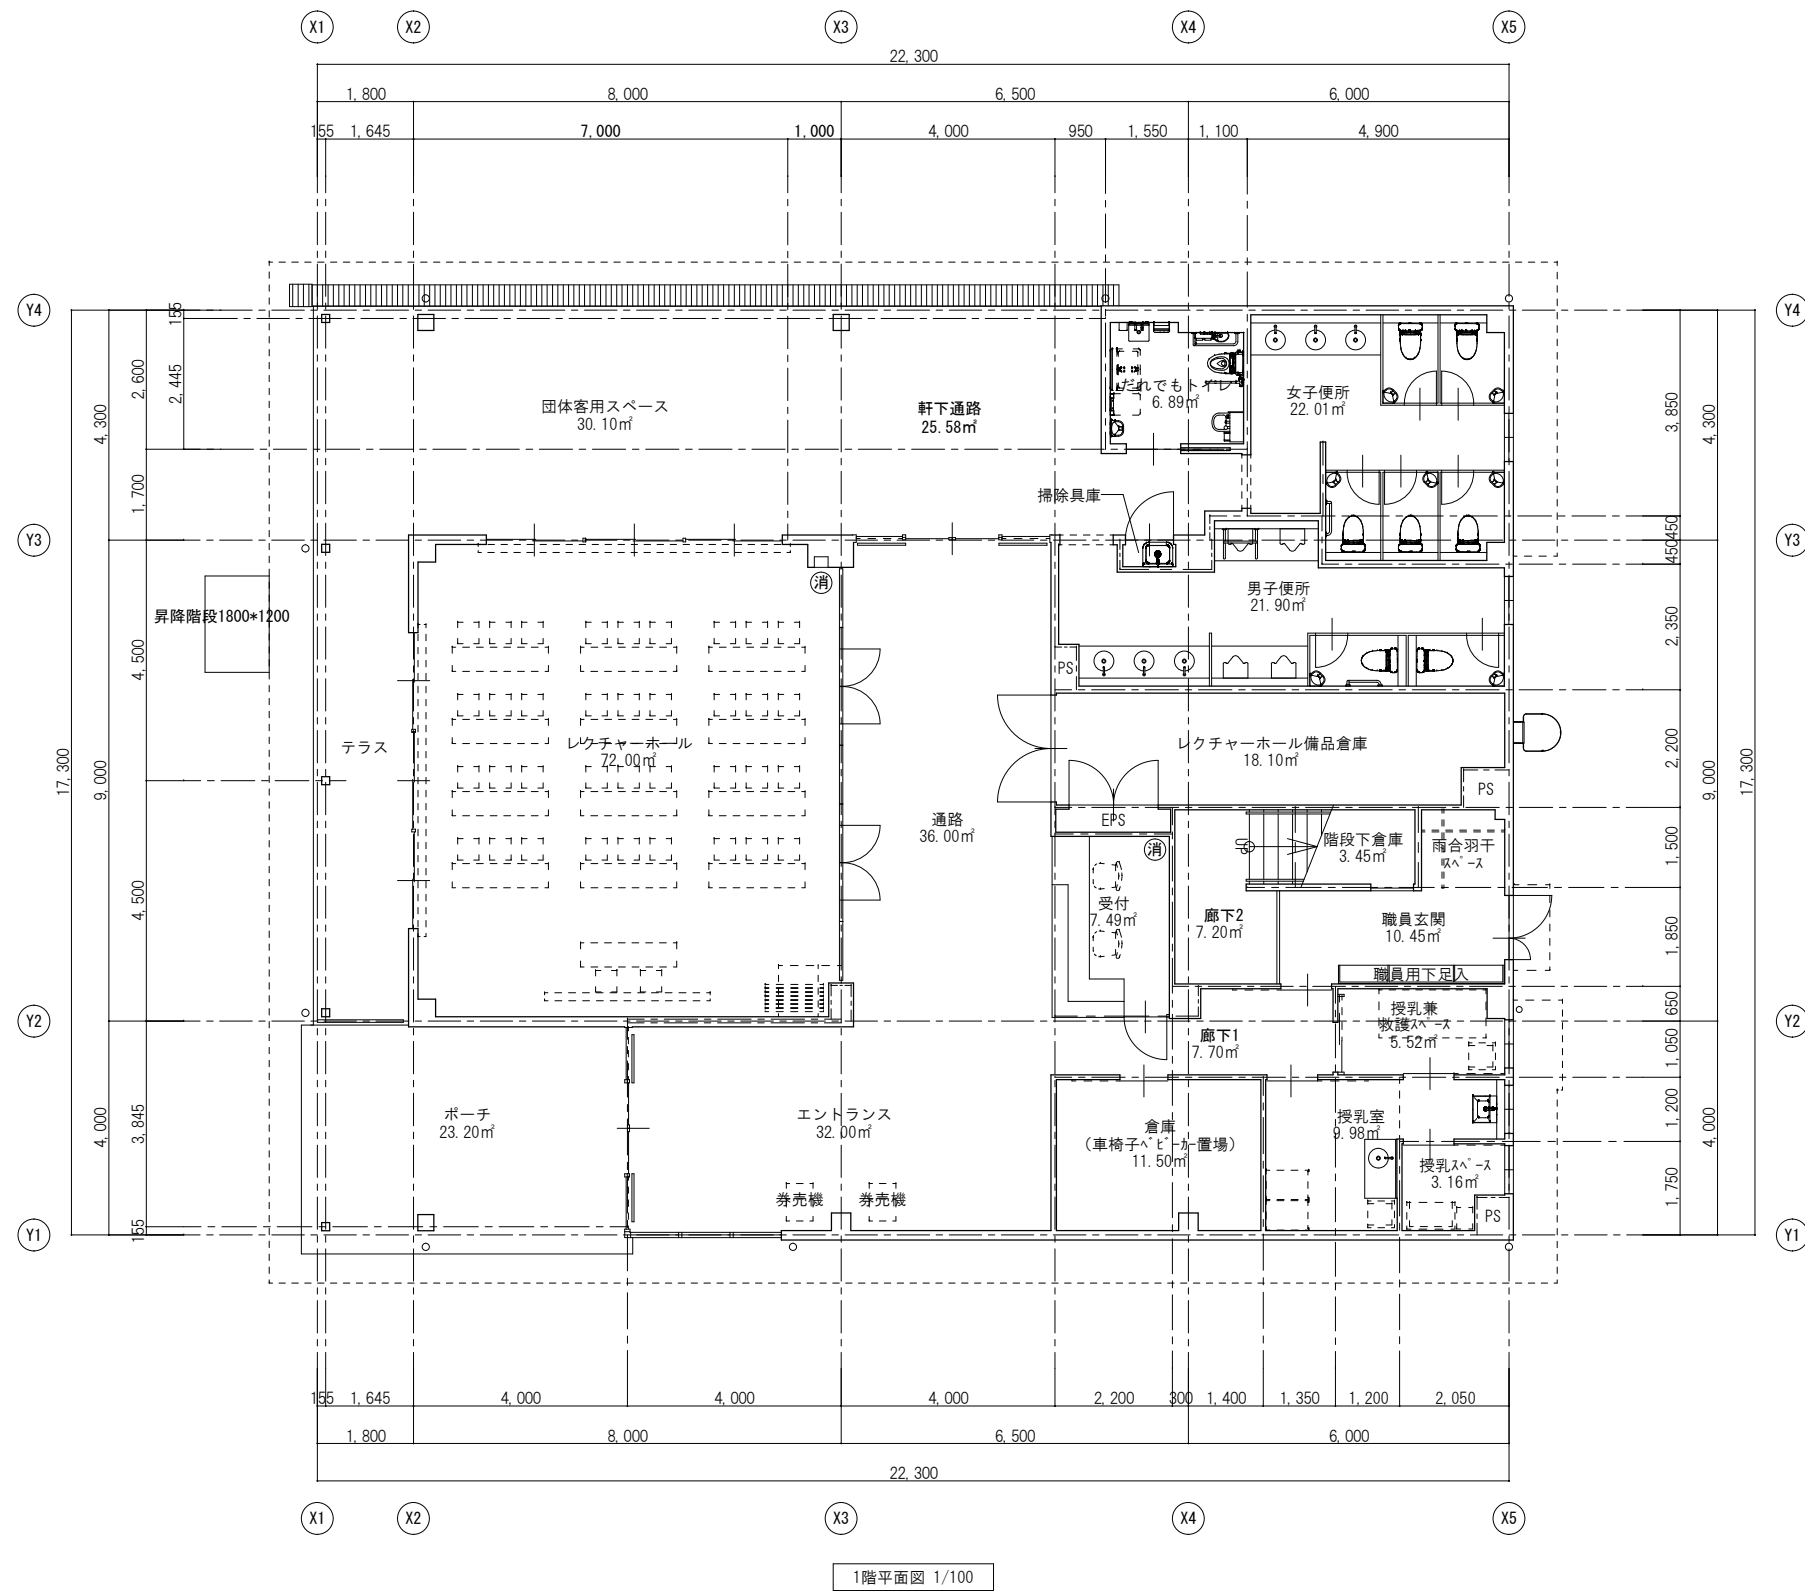 X1
X2
X3
X4
X5
22,300
1,800
8,000
6,500
6,000
155
1,645
7,000
1,000
4,000
950
1,550
1,100
4,900
Y4
Y4
155
2,600
2,445
4,300
1,700
3,850
4,300
団体客用スペース
30.10㎡
軒下通路
25.58㎡
だれでもトイレ
6.89㎡
女子便所
22.01㎡
掃除具庫
Y3
Y3
450
450
消
昇降階段1800*1200
男子便所
21.90㎡
PS
4,500
2,350
テラス
レクチャーホール
72.00㎡
レクチャーホール備品倉庫
18.10㎡
PS
2,200
17,300
9,000
9,000
17,300
通路
36.00㎡
EPS
消
UP
階段下倉庫
3.45㎡
雨合羽干
スペース
1,500
4,500
受付
7.49㎡
廊下2
7.20㎡
職員玄関
10.45㎡
1,850
職員用下足入
授乳兼
救護スペース
5.52㎡
650
Y2
Y2
廊下1
7.70㎡
1,050
ポーチ
23.20㎡
エントランス
32.00㎡
倉庫
(車椅子ベビーカー置場)
11.50㎡
授乳室
9.98㎡
1,200
4,000
3,845
4,000
授乳スペース
3.16㎡
PS
1,750
券売機
券売機
155
Y1
Y1
155
1,645
4,000
4,000
4,000
2,200
300
1,400
1,350
1,200
2,050
1,800
8,000
6,500
6,000
22,300
X1
X2
X3
X4
X5
1階平面図 1/100